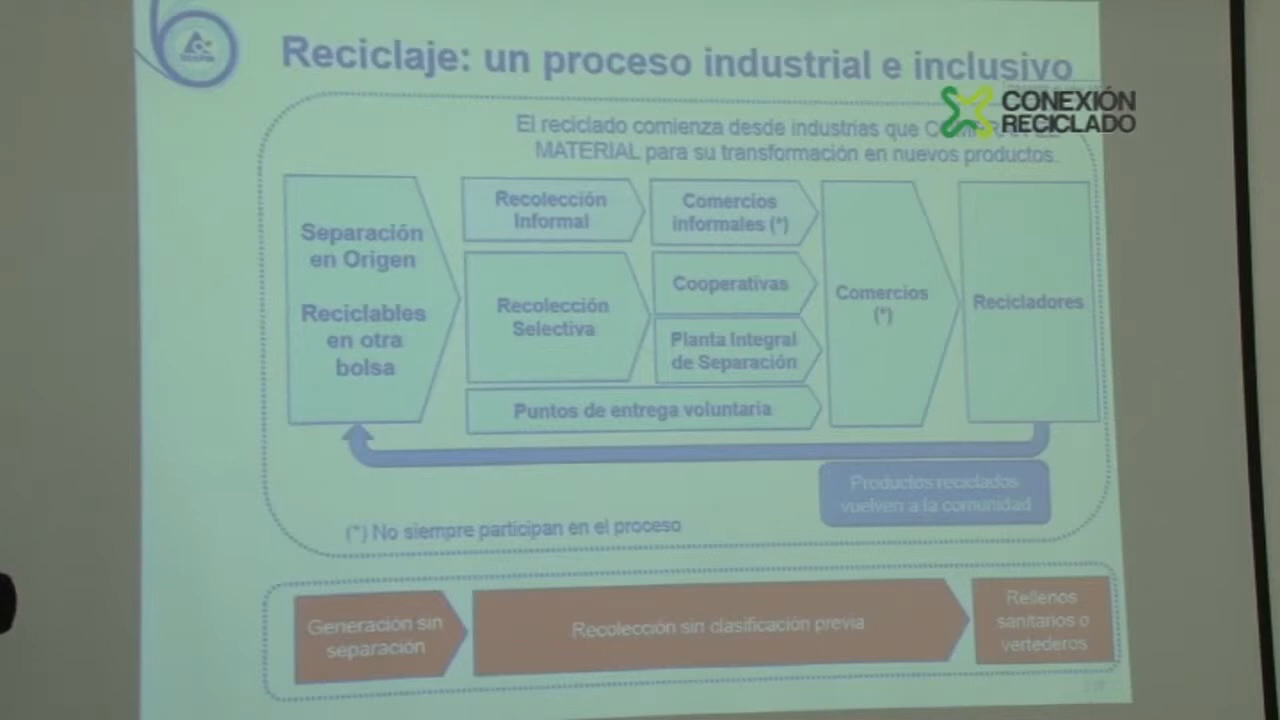 Reciclaje: un proceso industrial e inclusivo
CONEXIÓN
RECICLADO
El reciclado comienza desde industrias que
MATERIAL para su transformación en nuevos productos.
Separación
en Origen
Reciclables
en otra
bolsa
Recolección
Informal
Recolección
Selectiva
Puntos de entrega voluntaria
Comercios
informales (*)
Cooperativas
Planta Integral
de Separación
Comercios
(*)
Recicladores
Productos reciclados
vuelven a la comunidad
(*) No siempre participan en el proceso
Generación sin
separación
Recolección sin clasificación previa
Rellenos
sanitarios o
vertederos